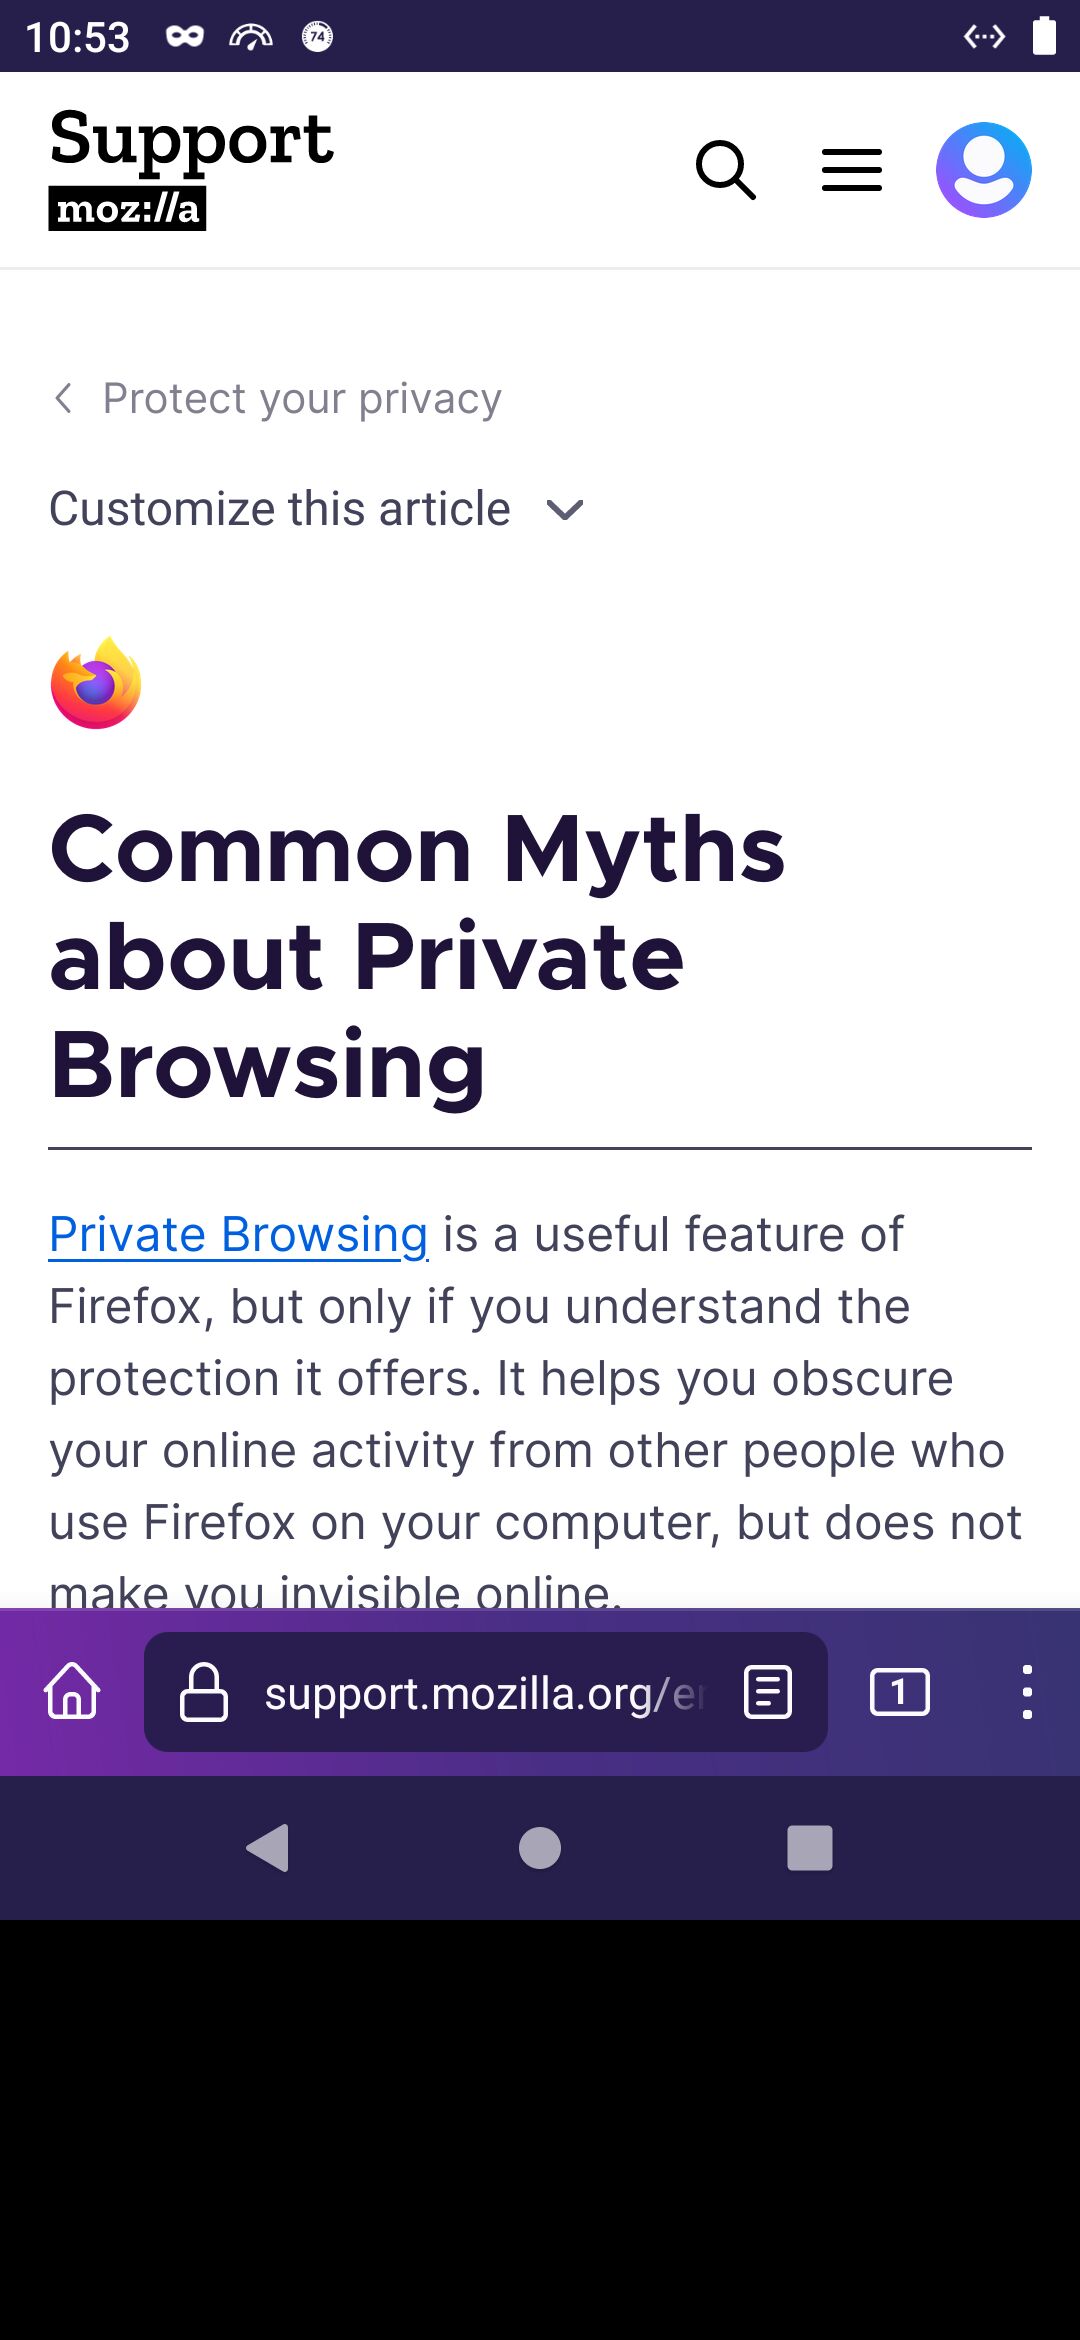 10:53
74
Support
moz://a
Protect your privacy
Customize this article
Common Myths
about Private
Browsing
Private Browsing is a useful feature of
Firefox, but only if you understand the
protection it offers. It helps you obscure
your online activity from other people who
use Firefox on your computer, but does not
make you invisible online.
support.mozilla.org/en
1